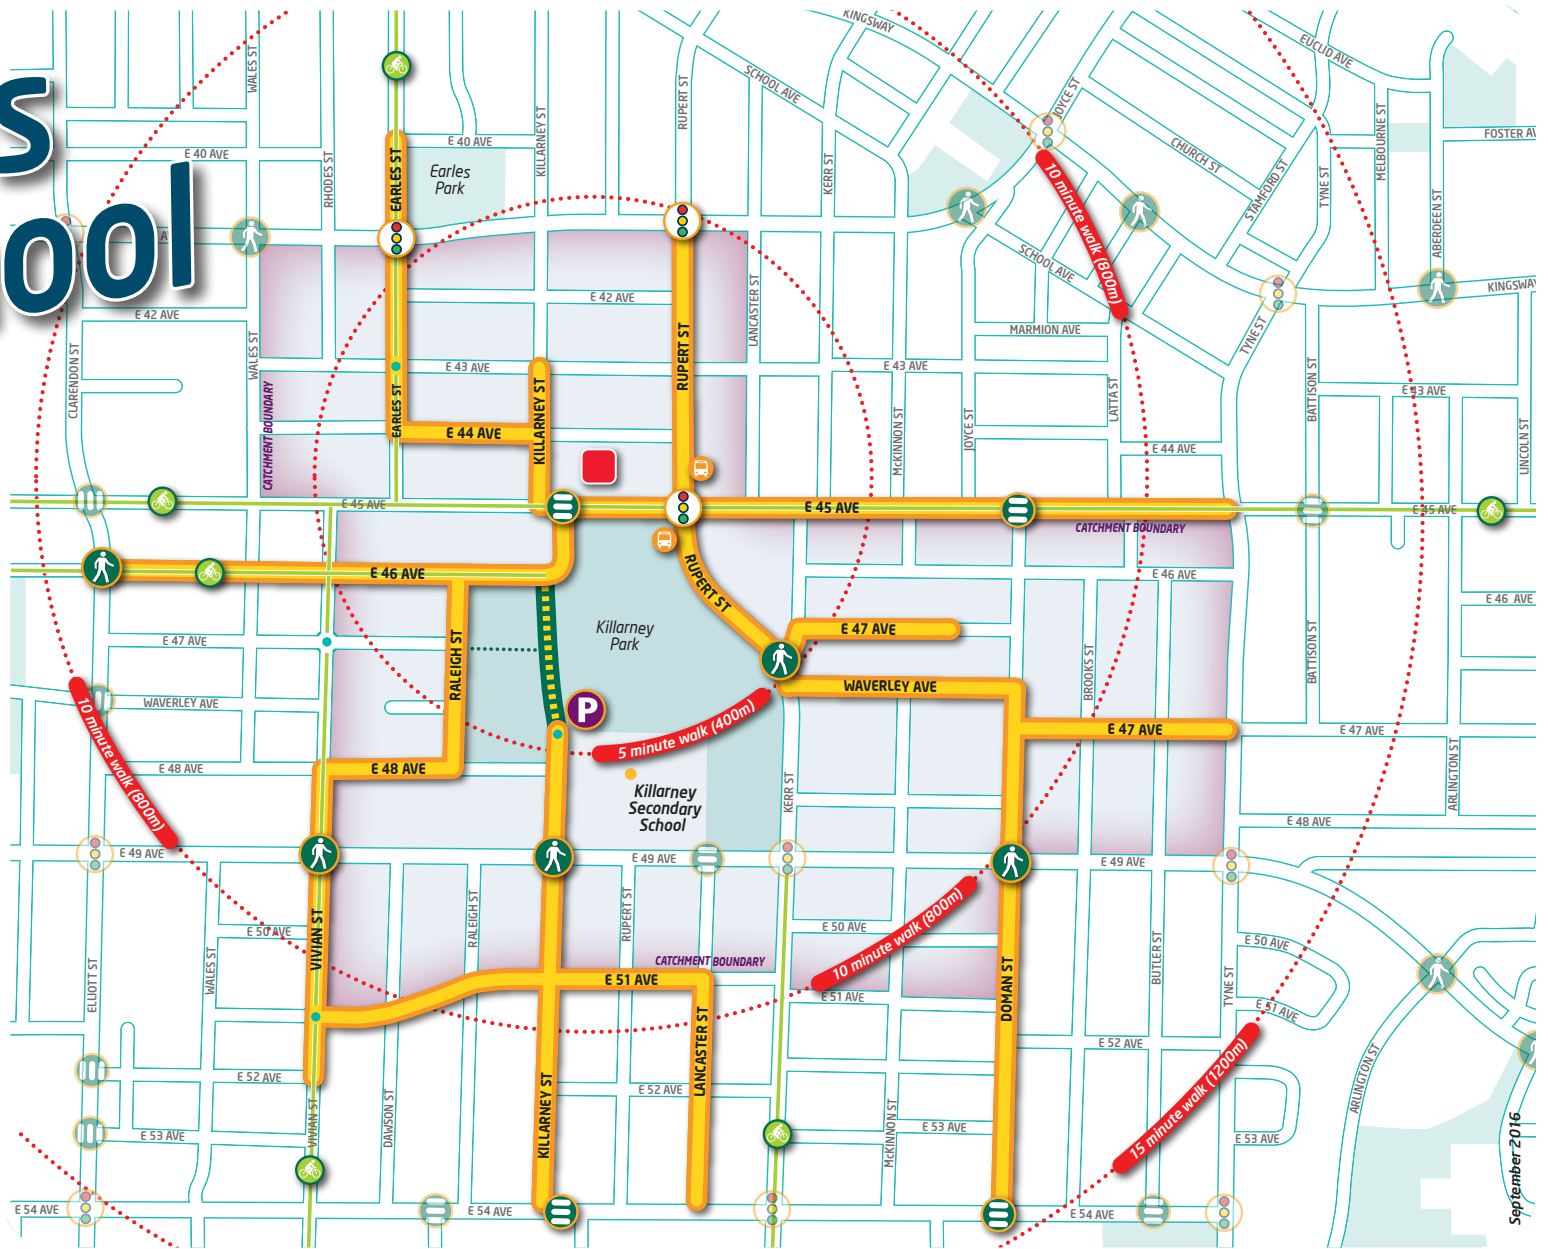 s
ool
KINGSWAY
EUCLID AVE
WALES ST
SCHOOL AVE
JOYCE ST
RUPERT ST
KILLARNEY ST
MELBOURNE ST
FOSTER AV
E 40 AVE
E 40 AVE
RHODES ST
EARLES ST
Earles
Park
KERR ST
CHURCH ST
STAMFORD ST
TYNE ST
ABERDEEN ST
10 minute walk (800m)
SCHOOL AVE
KINGSWAY
E 42 AVE
E 42 AVE
LANCASTER ST
MARMION AVE
TYNE ST
CLARENDON ST
WALES ST
CATCHMENT BOUNDARY
E 43 AVE
RUPERT ST
E 43 AVE
E 43 AVE
EARLES ST
E 44 AVE
KILLARNEY ST
McKINNON ST
JOYCE ST
LATTA ST
BATTISON ST
E 44 AVE
LINCOLN ST
E 45 AVE
E 45 AVE
E 45 AVE
CATCHMENT BOUNDARY
E 46 AVE
RUPERT ST
E 46 AVE
E 46 AVE
E 47 AVE
RALEIGH ST
Killarney
Park
E 47 AVE
BROOKS ST
BATTISON ST
WAVERLEY AVE
WAVERLEY AVE
P
5 minute walk (400m)
E 47 AVE
E 47 AVE
10 minute walk (800m)
E 48 AVE
E 48 AVE
KERR ST
ARLINGTON ST
Killarney
Secondary
School
E 48 AVE
E 49 AVE
E 49 AVE
E 49 AVE
RALEIGH ST
RUPERT ST
10 minute walk (800m)
E 50 AVE
VIVIAN ST
E 50 AVE
E 50 AVE
ELLIOTT ST
WALES ST
CATCHMENT BOUNDARY
BUTLER ST
TYNE ST
E 51 AVE
E 51 AVE
E 51 AVE
DOMAN ST
LANCASTER ST
E 52 AVE
E 52 AVE
E 52 AVE
ARLINGTON ST
15 minute walk (1200m)
VIVIAN ST
DAWSON ST
KILLARNEY ST
McKINNON ST
E 53 AVE
E 53 AVE
E 53 AVE
September 2016
E 54 AVE
E 54 AVE
E 54 AVE